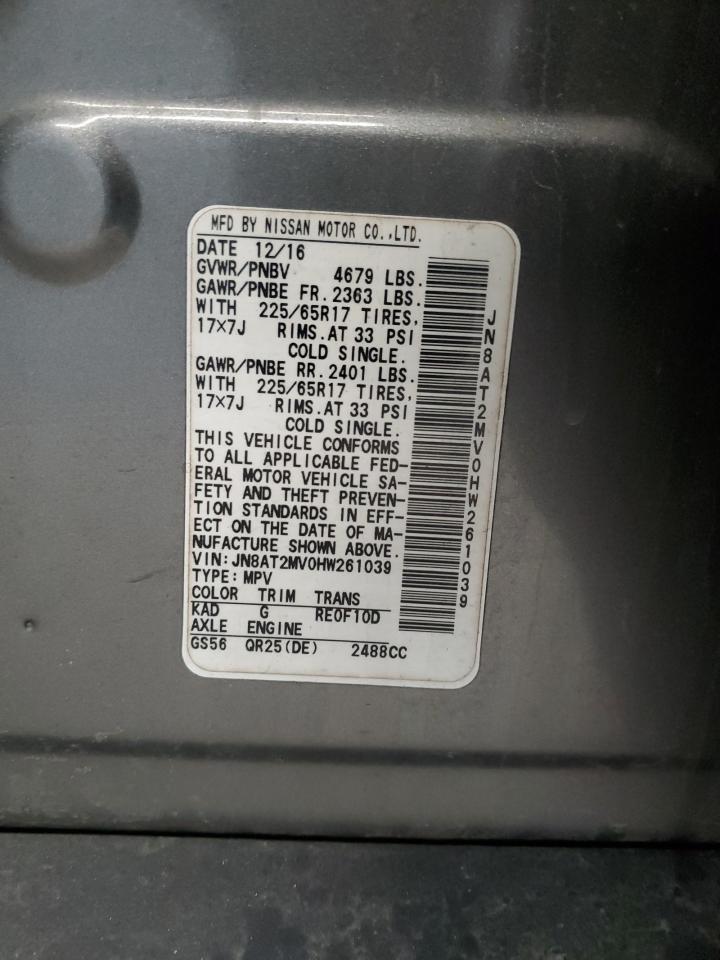 MFD BY NISSAN MOTOR CO.,LTD.
DATE 12/16
GVWR/PNBV 4679 LBS.
GAWR/PNBE FR. 2363 LBS.
WITH 225/65R17 TIRES,
17×7J RIMS.AT 33 PSI
COLD SINGLE.
GAWR/PNBE RR. 2401 LBS.
WITH 225/65R17 TIRES,
17×7J RIMS.AT 33 PSI
COLD SINGLE.
THIS VEHICLE CONFORMS
TO ALL APPLICABLE FED-
ERAL MOTOR VEHICLE SA-
FETY AND THEFT PREVEN-
TION STANDARDS IN EFF-
ECT ON THE DATE OF MA-
NUFACTURE SHOWN ABOVE.
VIN:JN8AT2MV0HW261039
TYPE:MPV
COLOR TRIM TRANS
KAD G RE0F10D
AXLE ENGINE
GS56 QR25(DE) 2488CC
JN8AT2MV0HW261039